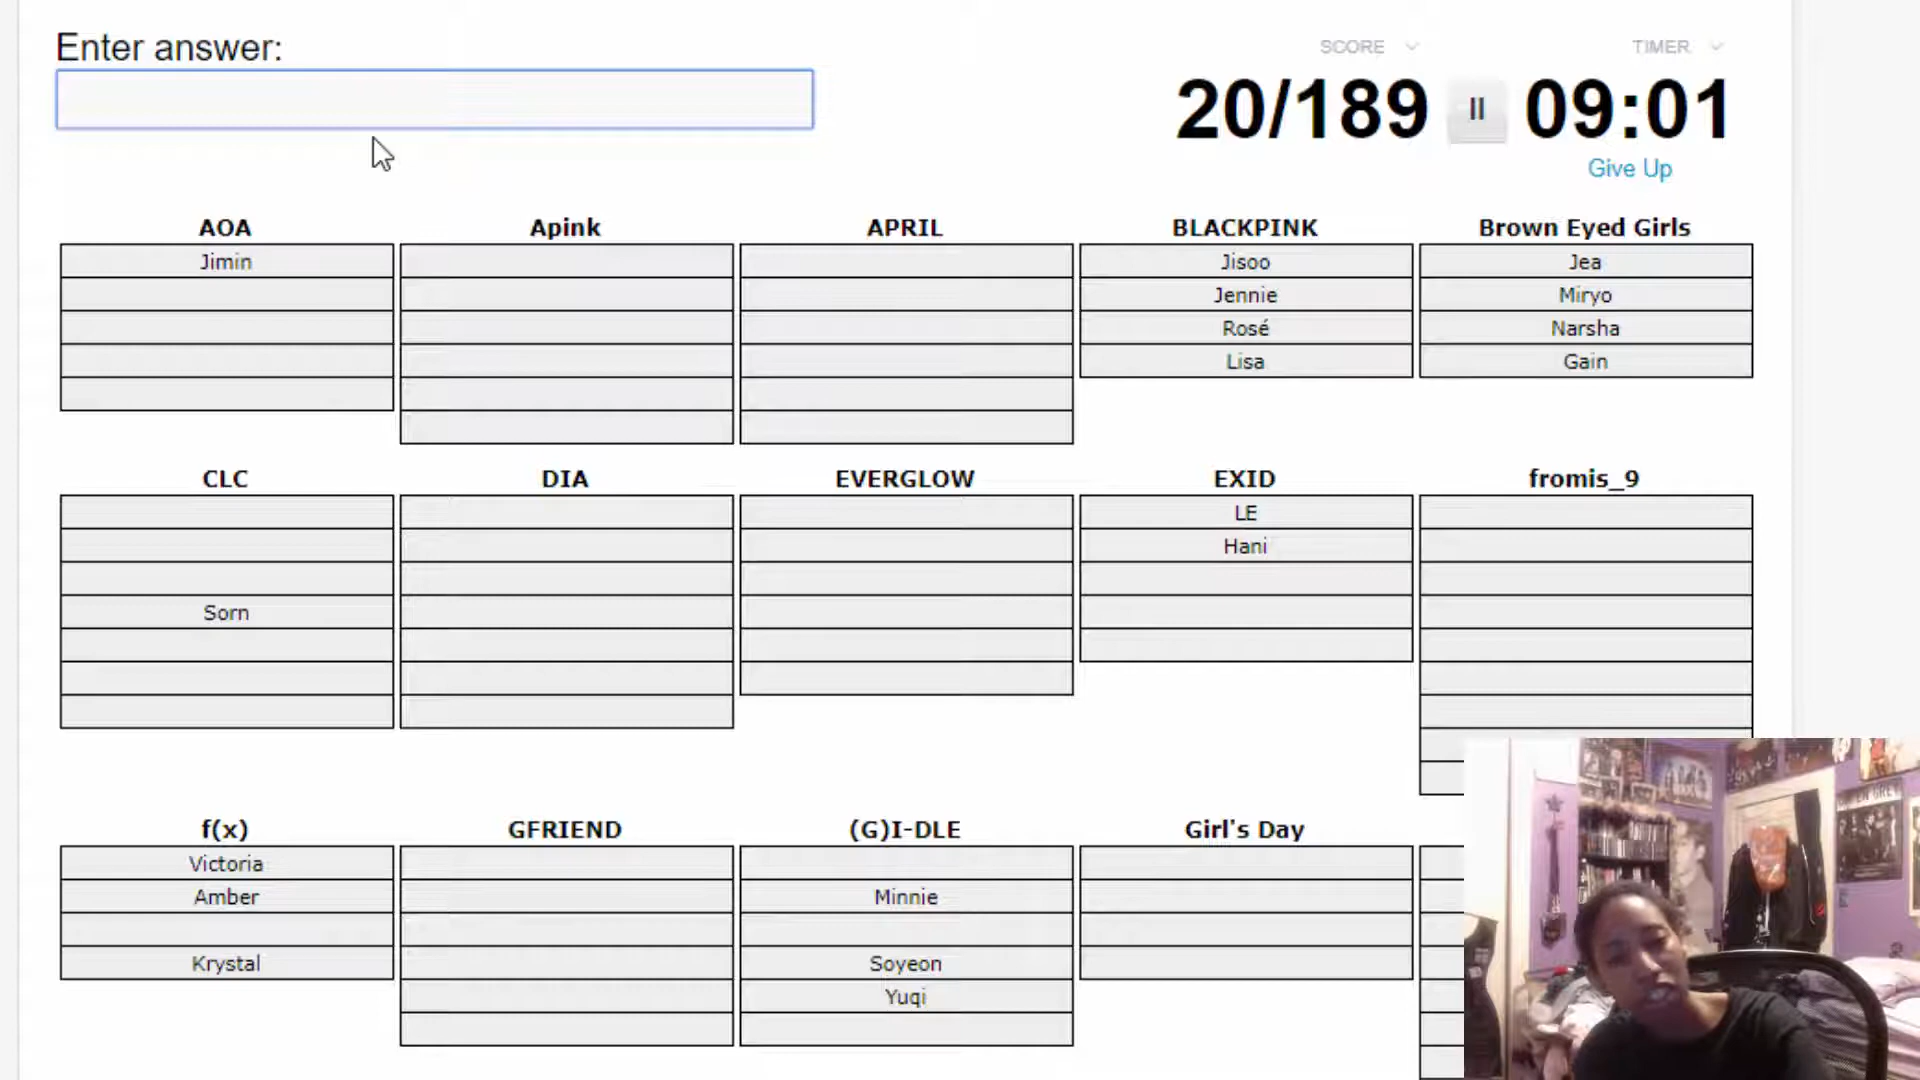 Enter answer:
SCORE
TIMER
20/189
09:01
Give Up
AOA
Apink
APRIL
BLACKPINK
Brown Eyed Girls
Jimin
Jisoo
Jea
Jennie
Miryo
Rosé
Narsha
Lisa
Gain
CLC
DIA
EVERGLOW
EXID
fromis_9
LE
Hani
Sorn
f(x)
GFRIEND
(G)I-DLE
Girl's Day
Victoria
Amber
Minnie
Krystal
Soyeon
Yuqi